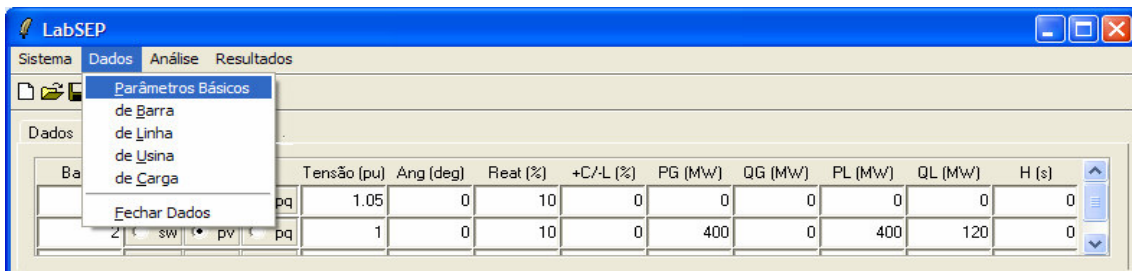 LabSEP
Sistema Dados Análise Resultados
Parâmetros Básicos
de Barra
de Linha
de Usina
de Carga
Fechar Dados
Dados
Ba Tensão (pu) Ang (deg) Reat (%) +C/-L (%) PG (MW) QG (MW) PL (MW) QL (MW) H (s)
pq 1.05 0 10 0 0 0 0 0 0
2 sw pv pq 1 0 10 0 400 0 400 120 0